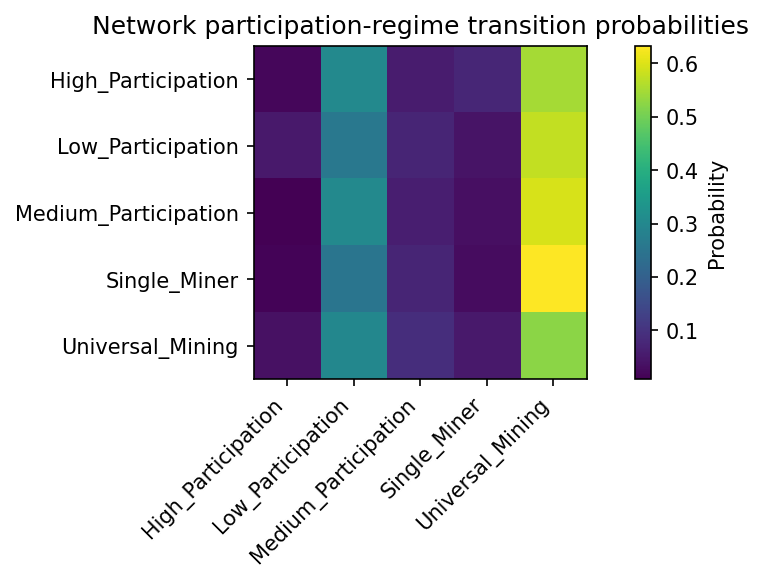 Network participation-regime transition probabilities
High_Participation
Low_Participation
Medium_Participation
Single_Miner
Universal_Mining
High_Participation
Low_Participation
Medium_Participation
Single_Miner
Universal_Mining
0.6
0.5
0.4
0.3
0.2
0.1
Probability